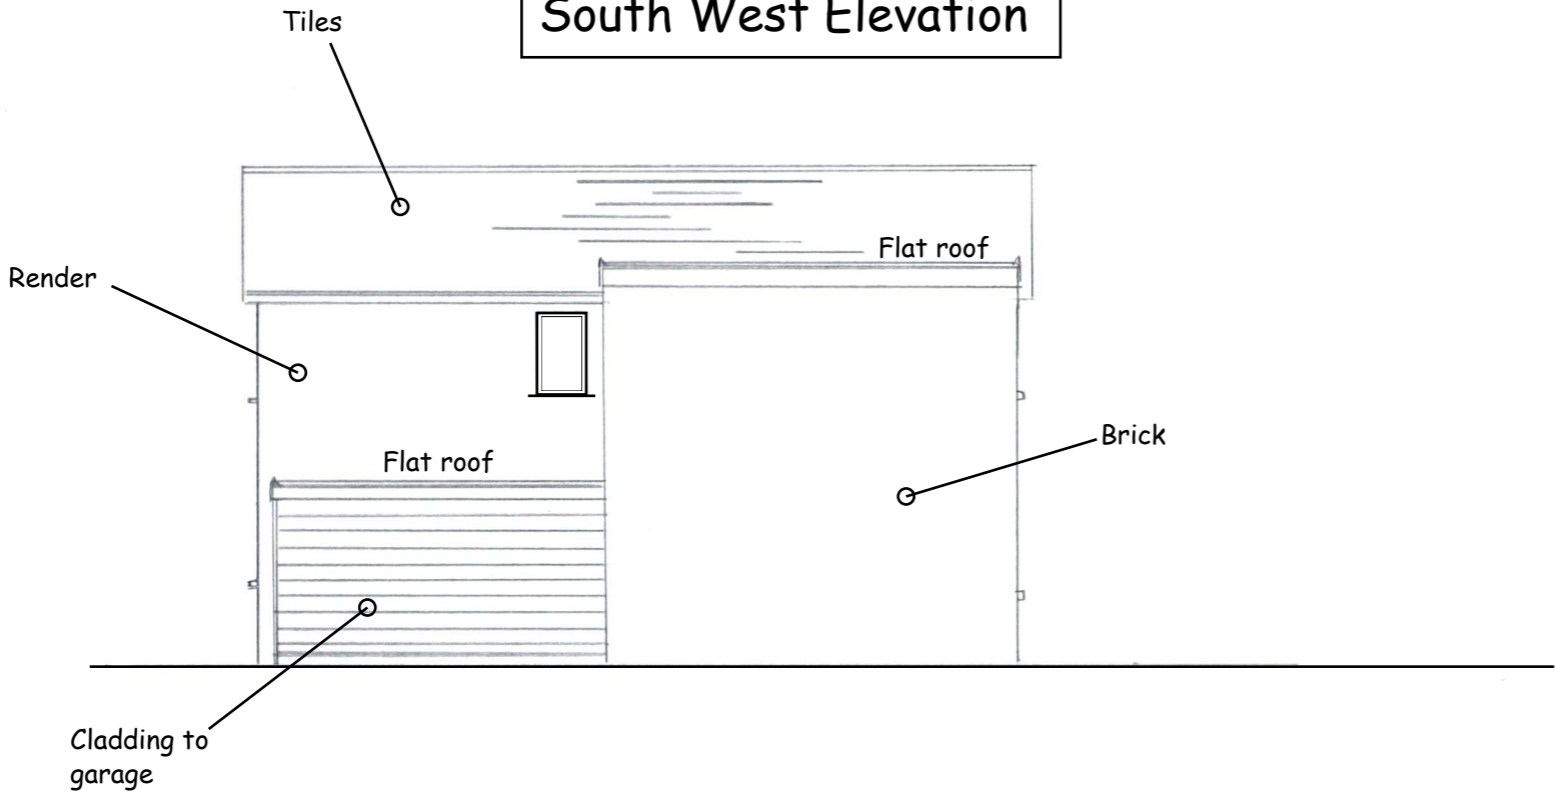 Tiles
South West Elevation
Flat roof
Render
Brick
Flat roof
Cladding to
garage